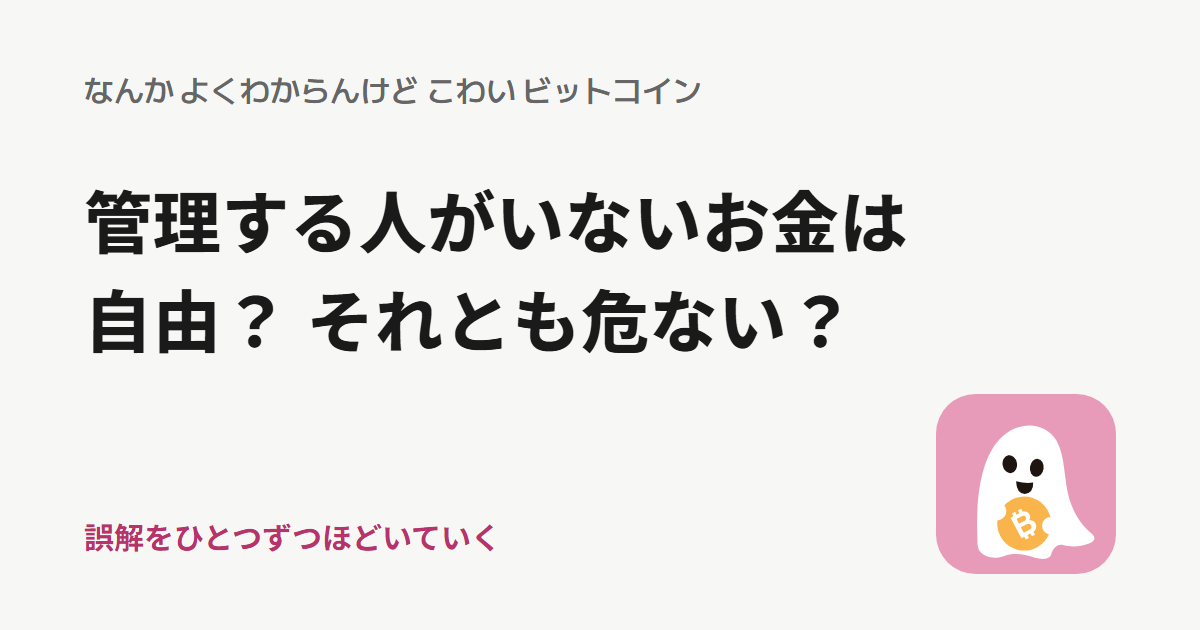 なんか よくわからんけど こわい ビットコイン
管理する人がいないお金は
自由？ それとも危ない？
誤解をひとつずつほどいていく